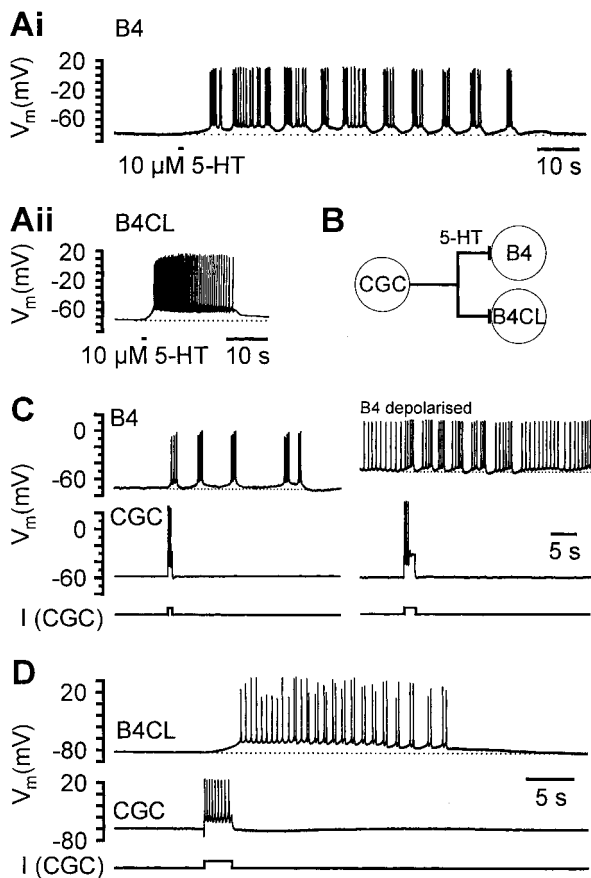 Ai B4
20
-20
-60
Vm(mV)
10 µM 5-HT
10 s
Aii B4CL
20
-20
-60
Vm(mV)
10 µM 5-HT
10 s
B
5-HT
CGC
B4
B4CL
C
B4
0
-60
B4 depolarised
CGC
0
-60
Vm(mV)
5 s
I (CGC)
D
20
B4CL
-80
CGC
20
-80
Vm(mV)
5 s
I (CGC)